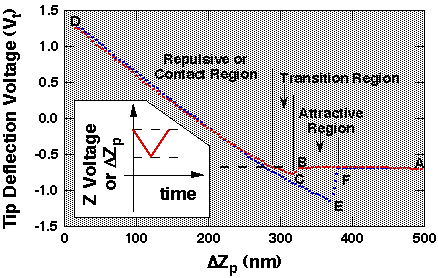 Tip Deflection Voltage (V_f)
1.5
1.0
0.5
0.0
-0.5
-1.0
-1.5
D
Repulsive or
Contact Region
Transition Region
Attractive
Region
B
A
C
F
E
Z Voltage
or ΔZ_p
time
0
100
200
300
400
500
ΔZ_p (nm)